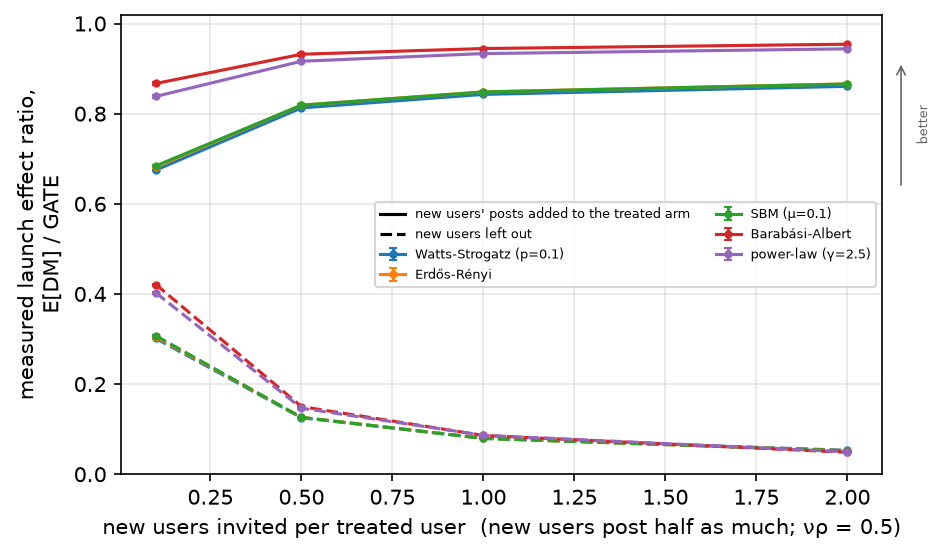 measured launch effect ratio,
E[DM] / GATE
1.0
0.8
0.6
0.4
0.2
0.0
new users' posts added to the treated arm
new users left out
Watts-Strogatz (p=0.1)
Erdős-Rényi
SBM (μ=0.1)
Barabási-Albert
power-law (γ=2.5)
better
0.25 0.50 0.75 1.00 1.25 1.50 1.75 2.00
new users invited per treated user (new users post half as much; νρ = 0.5)